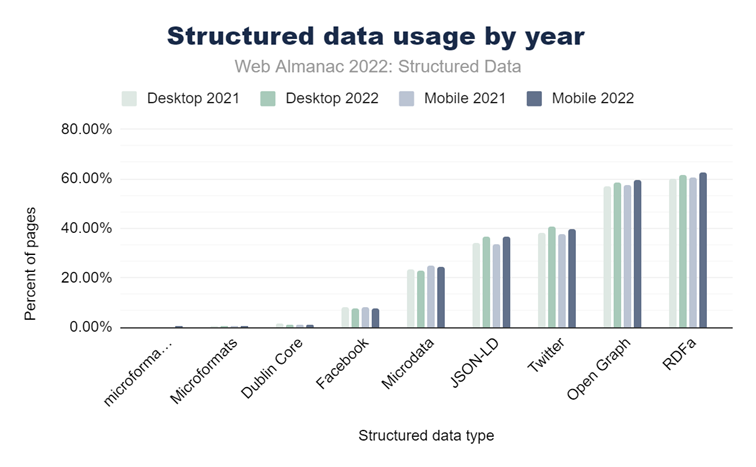 Structured data usage by year
Web Almanac 2022: Structured Data
Desktop 2021 Desktop 2022 Mobile 2021 Mobile 2022
80.00%
60.00%
40.00%
20.00%
0.00%
Percent of pages
microforma…
Microformats
Dublin Core
Facebook
Microdata
JSON-LD
Twitter
Open Graph
RDFa
Structured data type